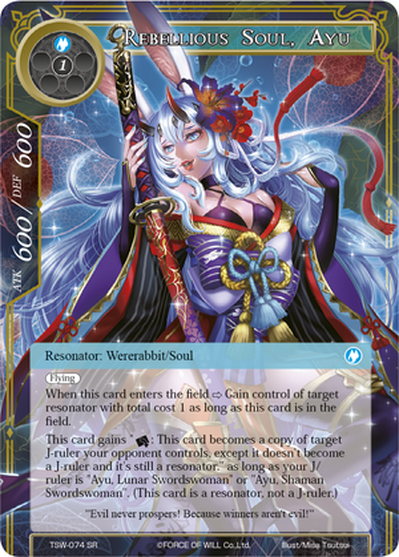 Rebellious Soul, Ayu
1
ATK 600 / DEF 600
Resonator: Wererabbit/Soul
Flying
When this card enters the field ⇨ Gain control of target
resonator with total cost 1 as long as this card is in the
field.
This card gains " : This card becomes a copy of target
J-ruler your opponent controls, except it doesn't become
a J-ruler and it's still a resonator." as long as your J/
ruler is "Ayu, Lunar Swordswoman" or "Ayu, Shaman
Swordswoman". (This card is a resonator, not a J-ruler.)
"Evil never prospers! Because winners aren't evil!"
TSW-074 SR ©FORCE OF WILL Co.,Ltd. Illust/Misa Tsutsui